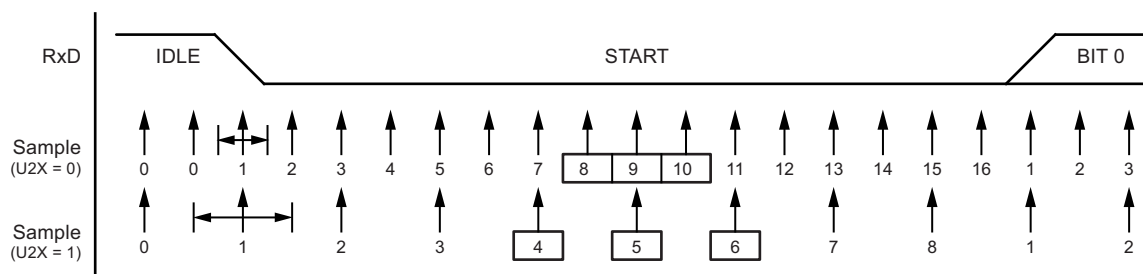 RxD IDLE START BIT 0
Sample
(U2X = 0)
0 0 1 2 3 4 5 6 7 8 9 10 11 12 13 14 15 16 1 2 3
Sample
(U2X = 1)
0 1 2 3 4 5 6 7 8 1 2